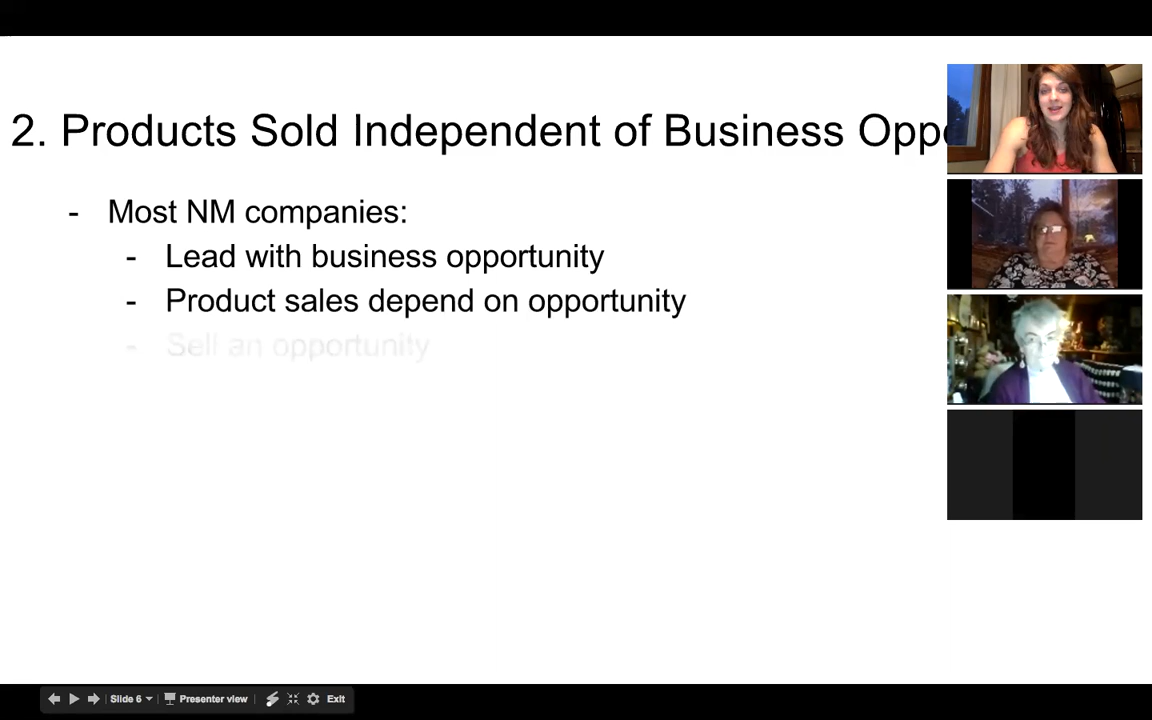 2. Products Sold Independent of Business Oppo
- Most NM companies:
- Lead with business opportunity
- Product sales depend on opportunity
- Sell an opportunity
Slide 6 Presenter view Exit